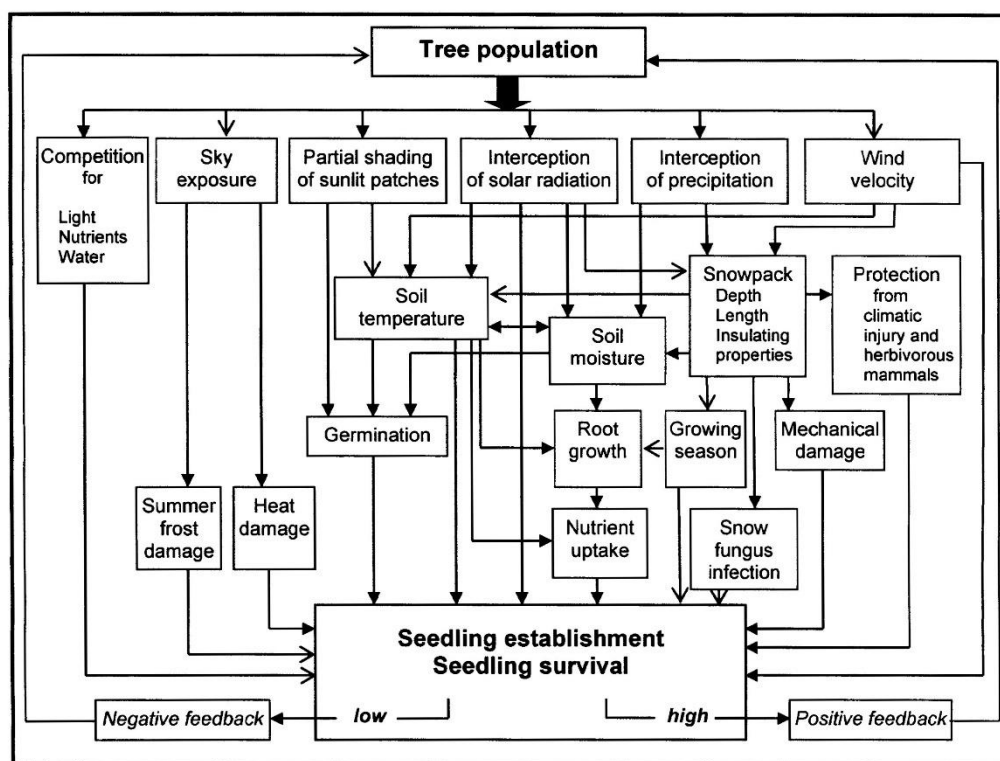 Tree population
Competition
for
Light
Nutrients
Water
Sky
exposure
Partial shading
of sunlit patches
Interception
of solar radiation
Interception
of precipitation
Wind
velocity
Soil
temperature
Soil
moisture
Snowpack
Depth
Length
Insulating
properties
Protection
from
climatic
injury and
herbivorous
mammals
Germination
Root
growth
Growing
season
Mechanical
damage
Summer
frost
damage
Heat
damage
Nutrient
uptake
Snow
fungus
infection
Seedling establishment
Seedling survival
Negative feedback
low
high
Positive feedback